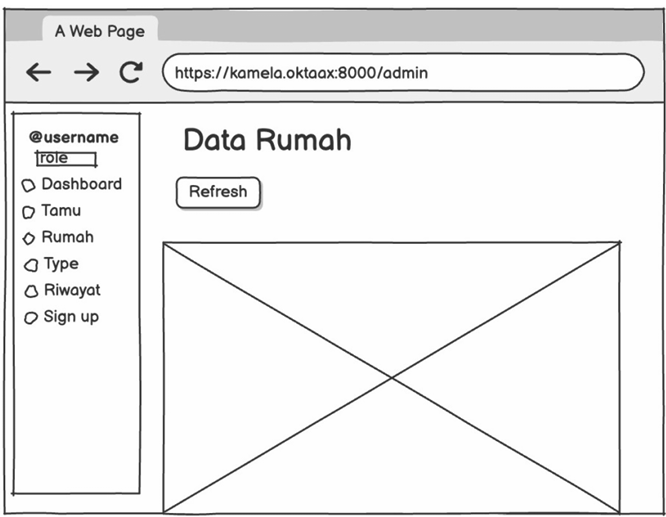 A Web Page
https://kamela.oktaax:8000/admin
@username
role
Dashboard
Tamu
Rumah
Type
Riwayat
Sign up
Data Rumah
Refresh